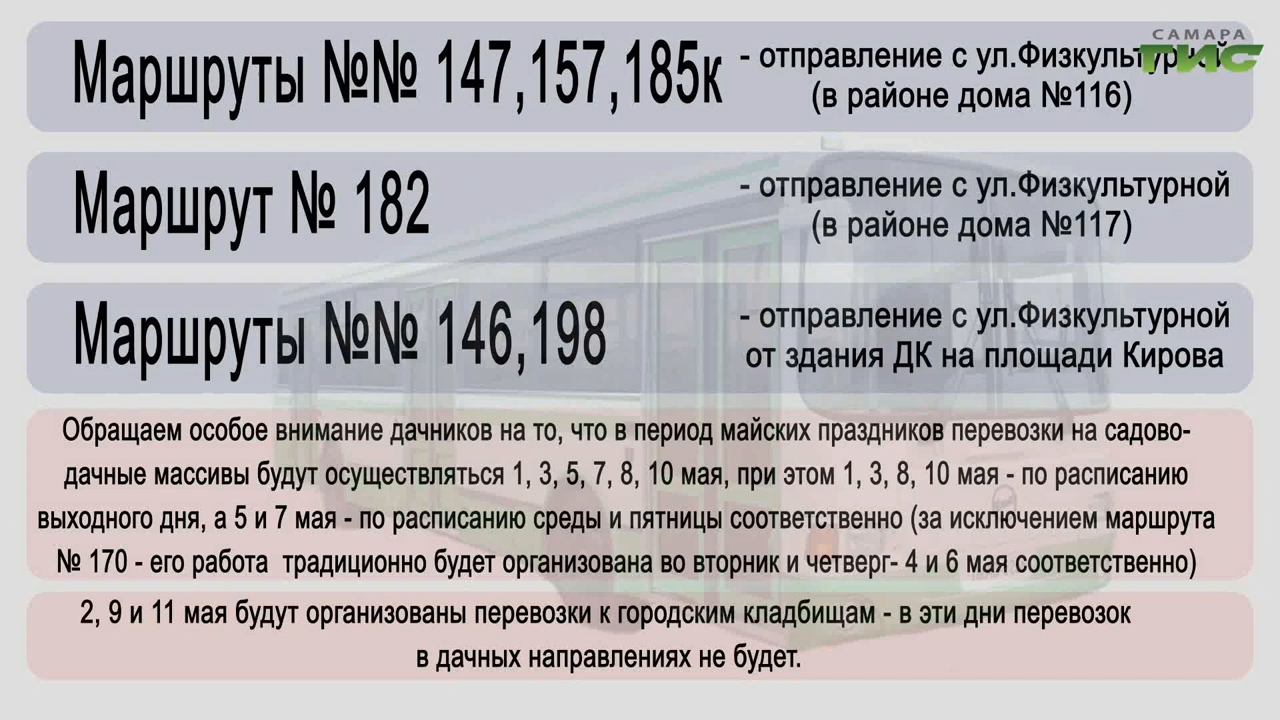 Маршруты №№ 147,157,185к
- отправление с ул.Физкультурной
(в районе дома №116)
САМАРА
ГИС
Маршрут № 182
- отправление с ул.Физкультурной
(в районе дома №117)
Маршруты №№ 146,198
- отправление с ул.Физкультурной
от здания ДК на площади Кирова
Обращаем особое внимание дачников на то, что в период майских праздников перевозки на садово-
дачные массивы будут осуществляться 1, 3, 5, 7, 8, 10 мая, при этом 1, 3, 8, 10 мая - по расписанию
выходного дня, а 5 и 7 мая - по расписанию среды и пятницы соответственно (за исключением маршрута
№ 170 - его работа традиционно будет организована во вторник и четверг- 4 и 6 мая соответственно)
2, 9 и 11 мая будут организованы перевозки к городским кладбищам - в эти дни перевозок
в дачных направлениях не будет.